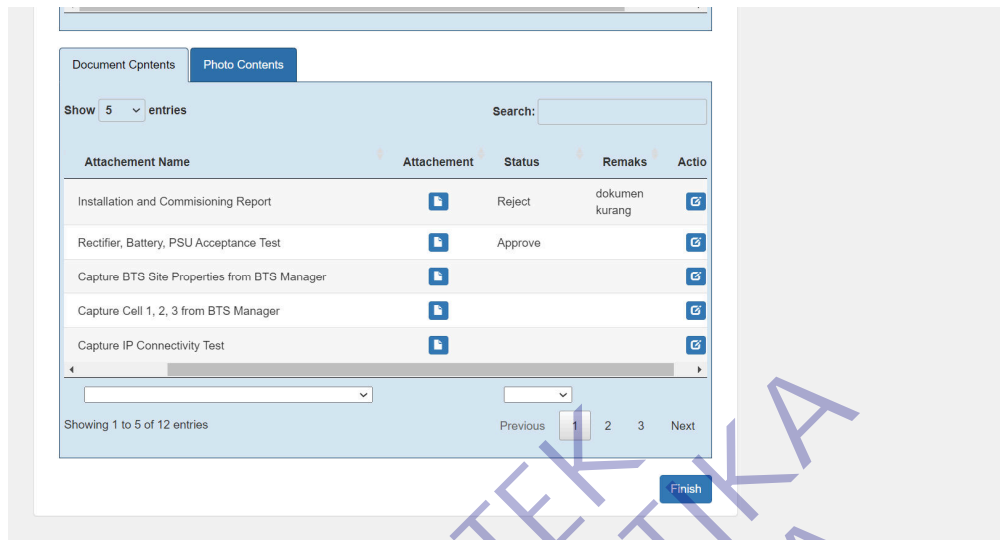 Document Cpntents Photo Contents
Show 5 entries Search:
Attachement Name Attachement Status Remaks Actio
Installation and Commisioning Report Reject dokumen
kurang
Rectifier, Battery, PSU Acceptance Test Approve
Capture BTS Site Properties from BTS Manager
Capture Cell 1, 2, 3 from BTS Manager
Capture IP Connectivity Test
Showing 1 to 5 of 12 entries Previous 1 2 3 Next
Finish
TEK
TIKA